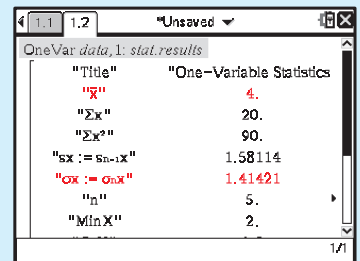 1.1 1.2 *Unsaved
OneVar data,1: stat.results
"Title" "One-Variable Statistics
"x̄" 4.
"Σx" 20.
"Σx²" 90.
"sx := sn-1x" 1.58114
"σx := σnx" 1.41421
"n" 5.
"MinX" 2.
1/1